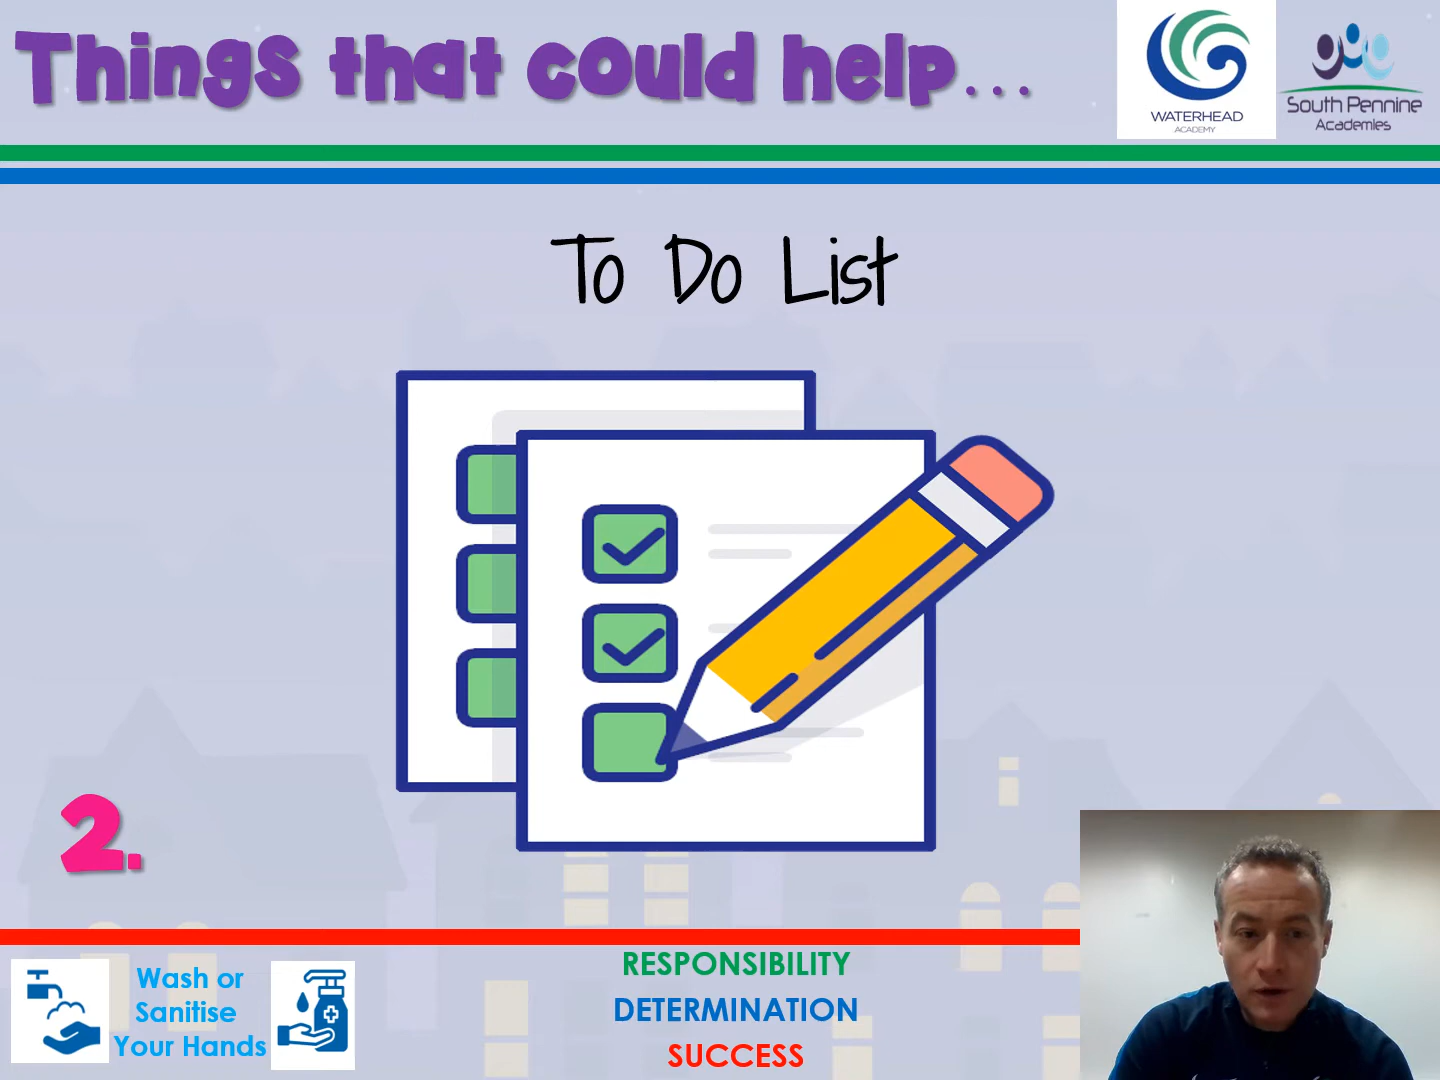 Things that could help...
WATERHEAD
ACADEMY
South Pennine
Academies
To Do List
2.
Wash or
Sanitise
Your Hands
RESPONSIBILITY
DETERMINATION
SUCCESS